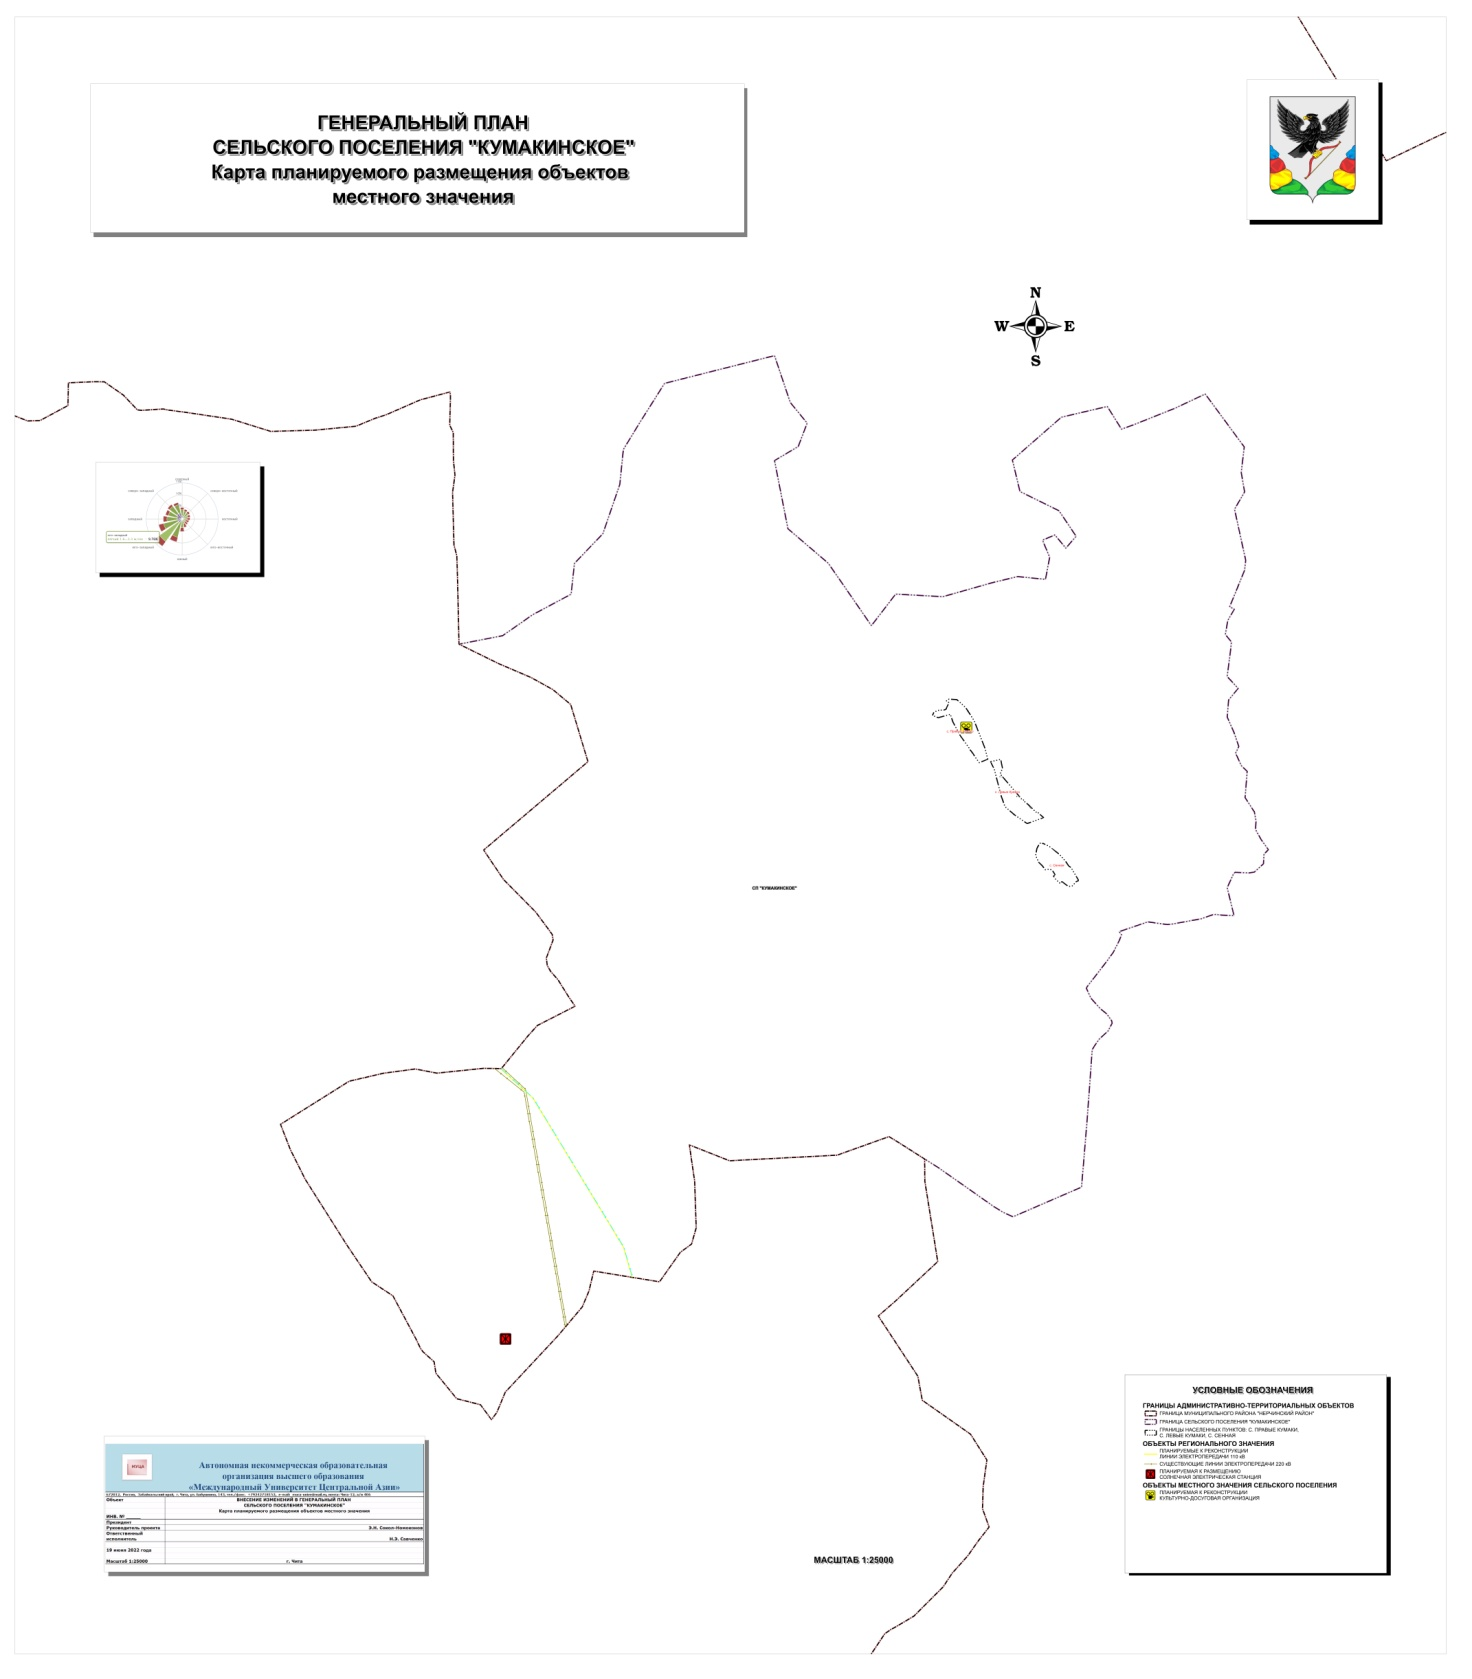 ГЕНЕРАЛЬНЫЙ ПЛАН
СЕЛЬСКОГО ПОСЕЛЕНИЯ "КУМАКИНСКОЕ"
Карта планируемого размещения объектов
местного значения
N
W E
S
СП "КУМАКИНСКОЕ"
МАСШТАБ 1:25000
УСЛОВНЫЕ ОБОЗНАЧЕНИЯ
ГРАНИЦЫ АДМИНИСТРАТИВНО-ТЕРРИТОРИАЛЬНЫХ ОБЪЕКТОВ
ГРАНИЦА МУНИЦИПАЛЬНОГО РАЙОНА "НЕРЧИНСКИЙ РАЙОН"
ГРАНИЦА СЕЛЬСКОГО ПОСЕЛЕНИЯ "КУМАКИНСКОЕ"
ГРАНИЦЫ НАСЕЛЕННЫХ ПУНКТОВ: С. ПРАВЫЕ КУМАКИ,
С. ЛЕВЫЕ КУМАКИ, С. СЕННАЯ
ОБЪЕКТЫ РЕГИОНАЛЬНОГО ЗНАЧЕНИЯ
ПЛАНИРУЕМЫЕ К РЕКОНСТРУКЦИИ
ЛИНИИ ЭЛЕКТРОПЕРЕДАЧИ 110 кВ
СУЩЕСТВУЮЩИЕ ЛИНИИ ЭЛЕКТРОПЕРЕДАЧИ 220 кВ
ПЛАНИРУЕМАЯ К РАЗМЕЩЕНИЮ
СОЛНЕЧНАЯ ЭЛЕКТРИЧЕСКАЯ СТАНЦИЯ
ОБЪЕКТЫ МЕСТНОГО ЗНАЧЕНИЯ СЕЛЬСКОГО ПОСЕЛЕНИЯ
ПЛАНИРУЕМАЯ К РЕКОНСТРУКЦИИ
КУЛЬТУРНО-ДОСУГОВАЯ ОРГАНИЗАЦИЯ
МУЦА
Автономная некоммерческая образовательная
организация высшего образования
«Международный Университет Центральной Азии»
Объект
ВНЕСЕНИЕ ИЗМЕНЕНИЙ В ГЕНЕРАЛЬНЫЙ ПЛАН
СЕЛЬСКОГО ПОСЕЛЕНИЯ "КУМАКИНСКОЕ"
Карта планируемого размещения объектов местного значения
ИНВ. №
Президент
Руководитель проекта
Ответственный
исполнитель Н.Э. Савченко
19 июня 2022 года
Масштаб 1:25000 г. Чита